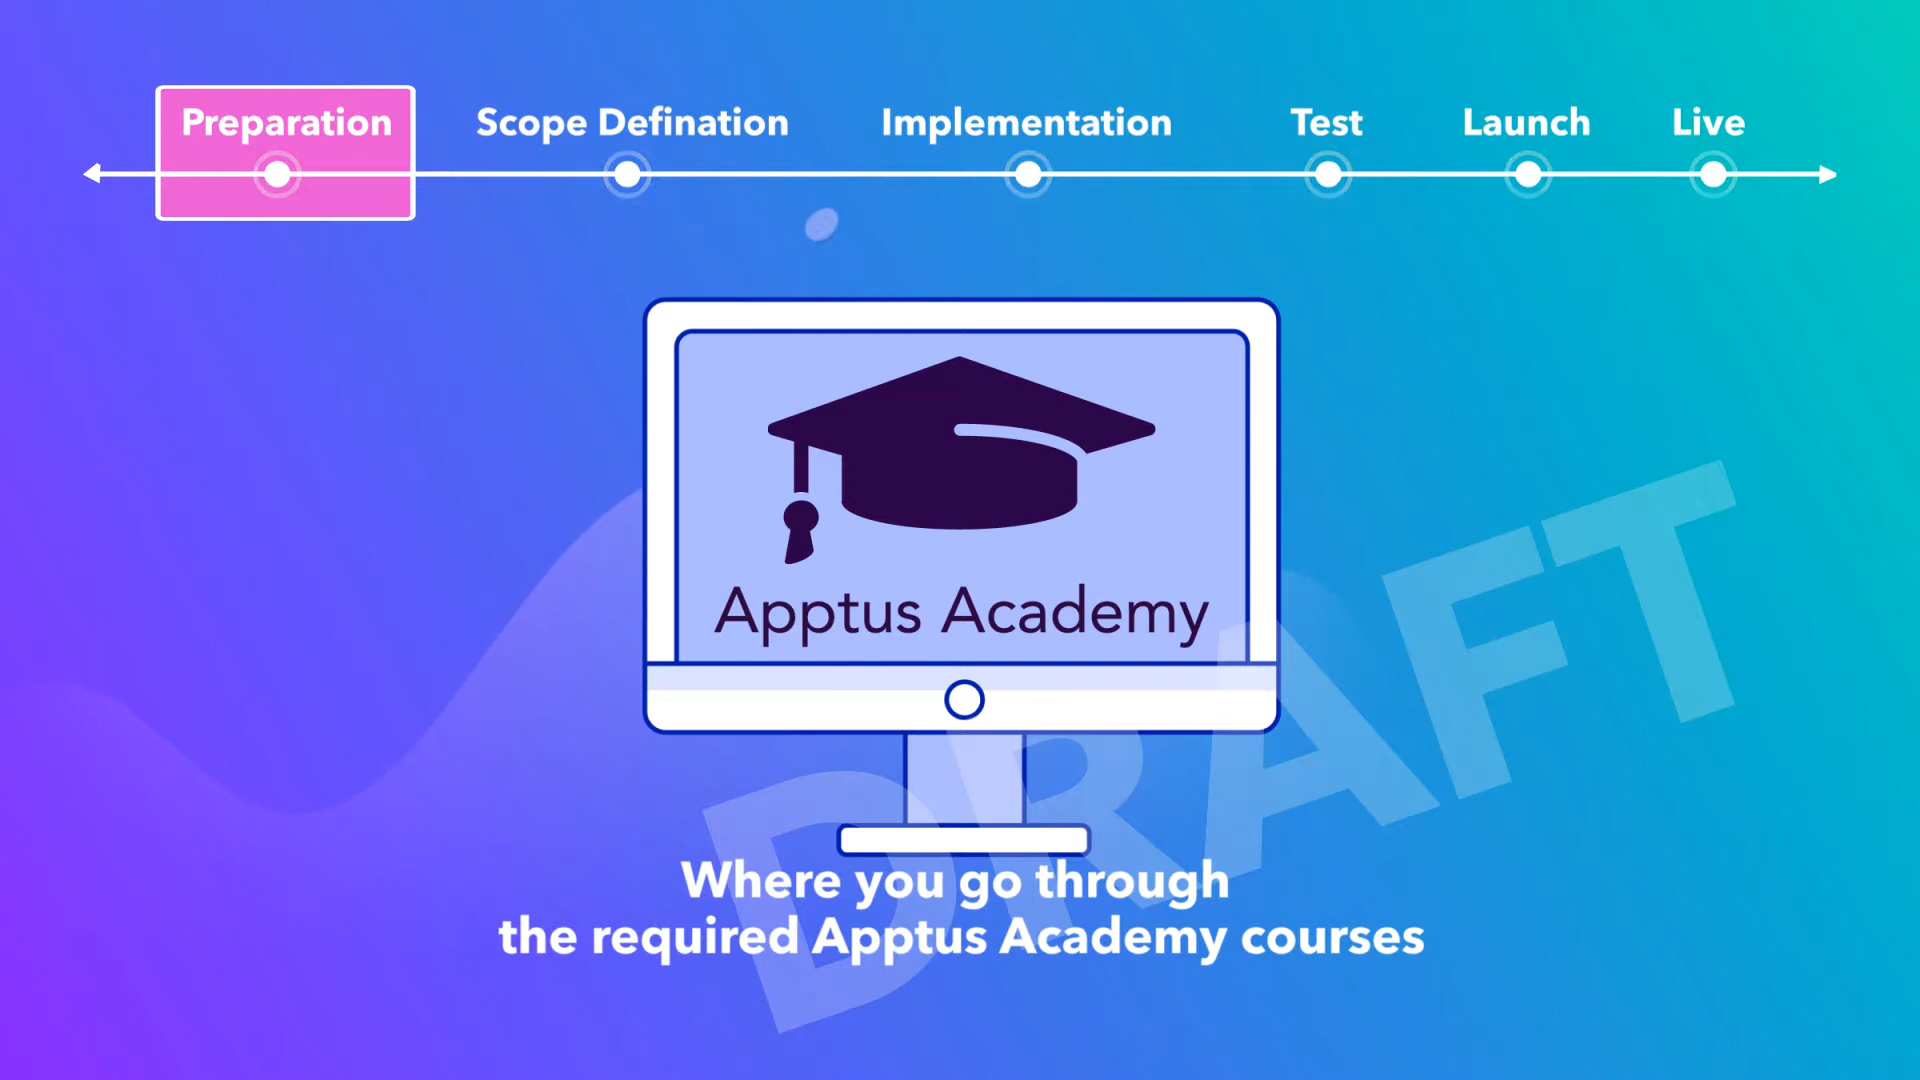 Preparation
Scope Defination
Implementation
Test
Launch
Live
Apptus Academy
Where you go through
the required Apptus Academy courses
DRAFT